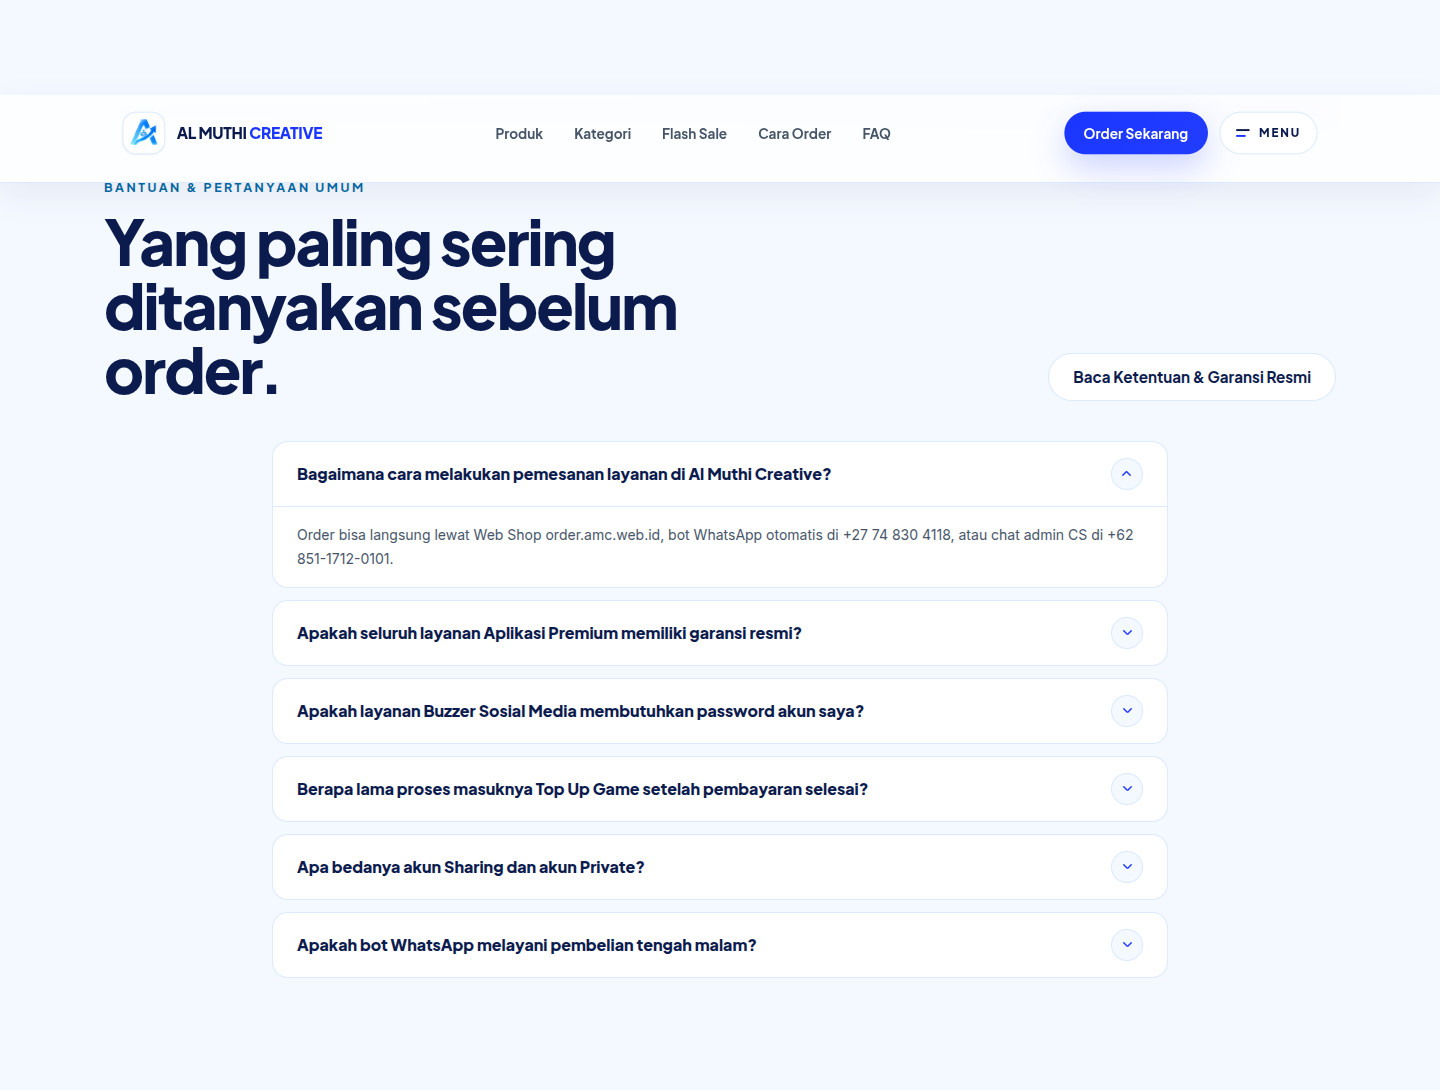 AL MUTHI CREATIVE
Produk
Kategori
Flash Sale
Cara Order
FAQ
Order Sekarang
MENU
BANTUAN & PERTANYAAN UMUM
Yang paling sering
ditanyakan sebelum
order.
Baca Ketentuan & Garansi Resmi
Bagaimana cara melakukan pemesanan layanan di Al Muthi Creative?
Order bisa langsung lewat Web Shop order.amc.web.id, bot WhatsApp otomatis di +27 74 830 4118, atau chat admin CS di +62
851-1712-0101.
Apakah seluruh layanan Aplikasi Premium memiliki garansi resmi?
Apakah layanan Buzzer Sosial Media membutuhkan password akun saya?
Berapa lama proses masuknya Top Up Game setelah pembayaran selesai?
Apa bedanya akun Sharing dan akun Private?
Apakah bot WhatsApp melayani pembelian tengah malam?